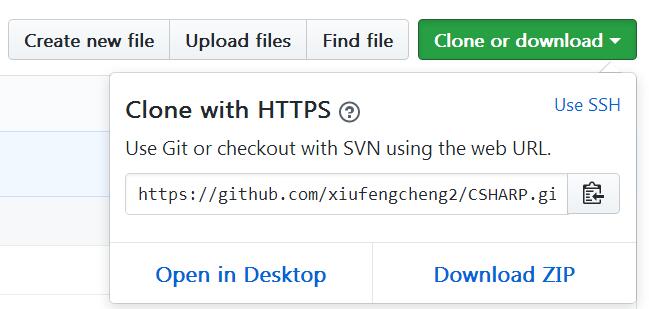 Create new file Upload files Find file Clone or download
Clone with HTTPS ? Use SSH
Use Git or checkout with SVN using the web URL.
https://github.com/xiufengcheng2/CSHARP.gi
Open in Desktop Download ZIP